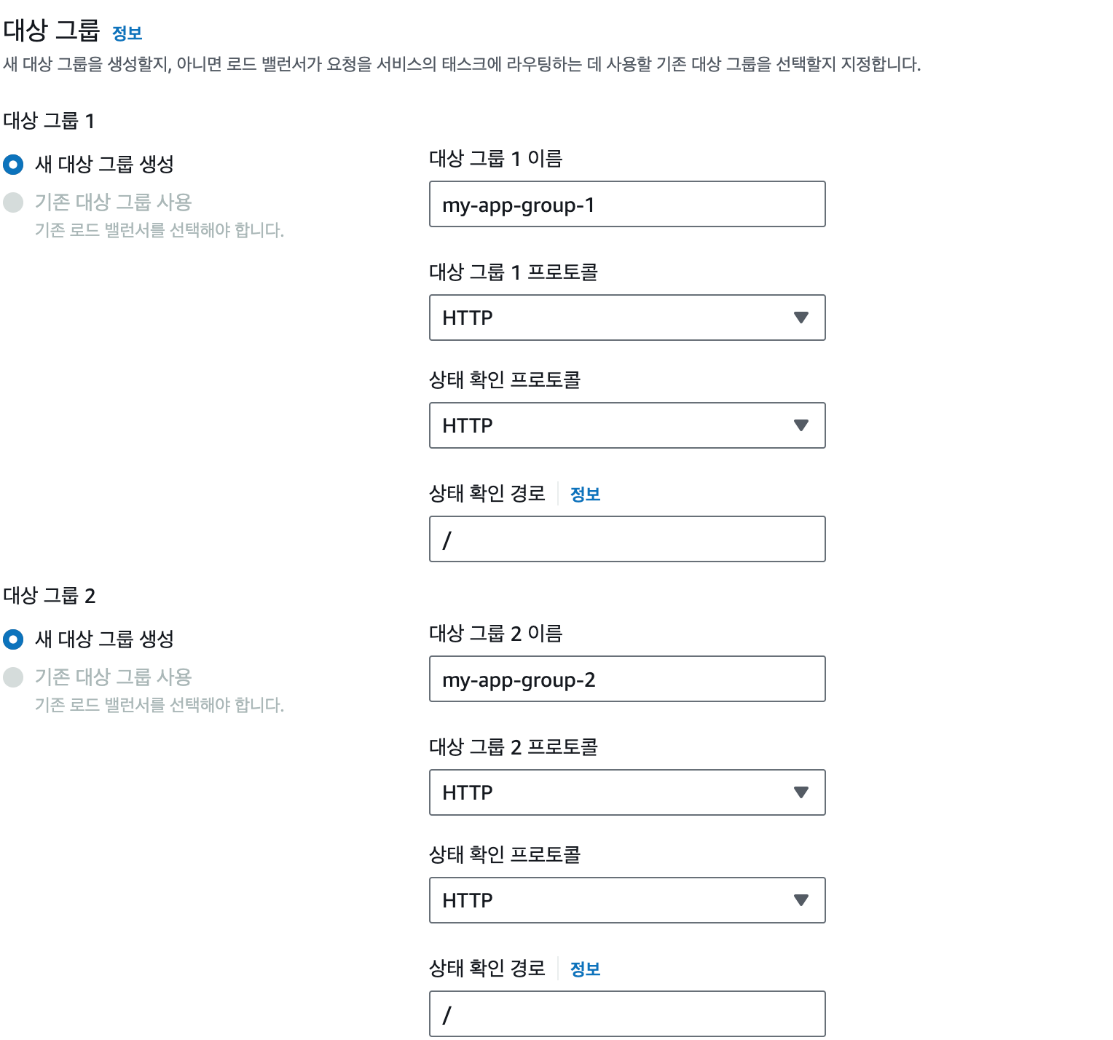 대상 그룹 정보
새 대상 그룹을 생성할지, 아니면 로드 밸런서가 요청을 서비스의 태스크에 라우팅하는 데 사용할 기존 대상 그룹을 선택할지 지정합니다.
대상 그룹 1
새 대상 그룹 생성
기존 대상 그룹 사용
기존 로드 밸런서를 선택해야 합니다.
대상 그룹 1 이름
my-app-group-1
대상 그룹 1 프로토콜
HTTP
상태 확인 프로토콜
HTTP
상태 확인 경로 정보
/
대상 그룹 2
새 대상 그룹 생성
기존 대상 그룹 사용
기존 로드 밸런서를 선택해야 합니다.
대상 그룹 2 이름
my-app-group-2
대상 그룹 2 프로토콜
HTTP
상태 확인 프로토콜
HTTP
상태 확인 경로 정보
/